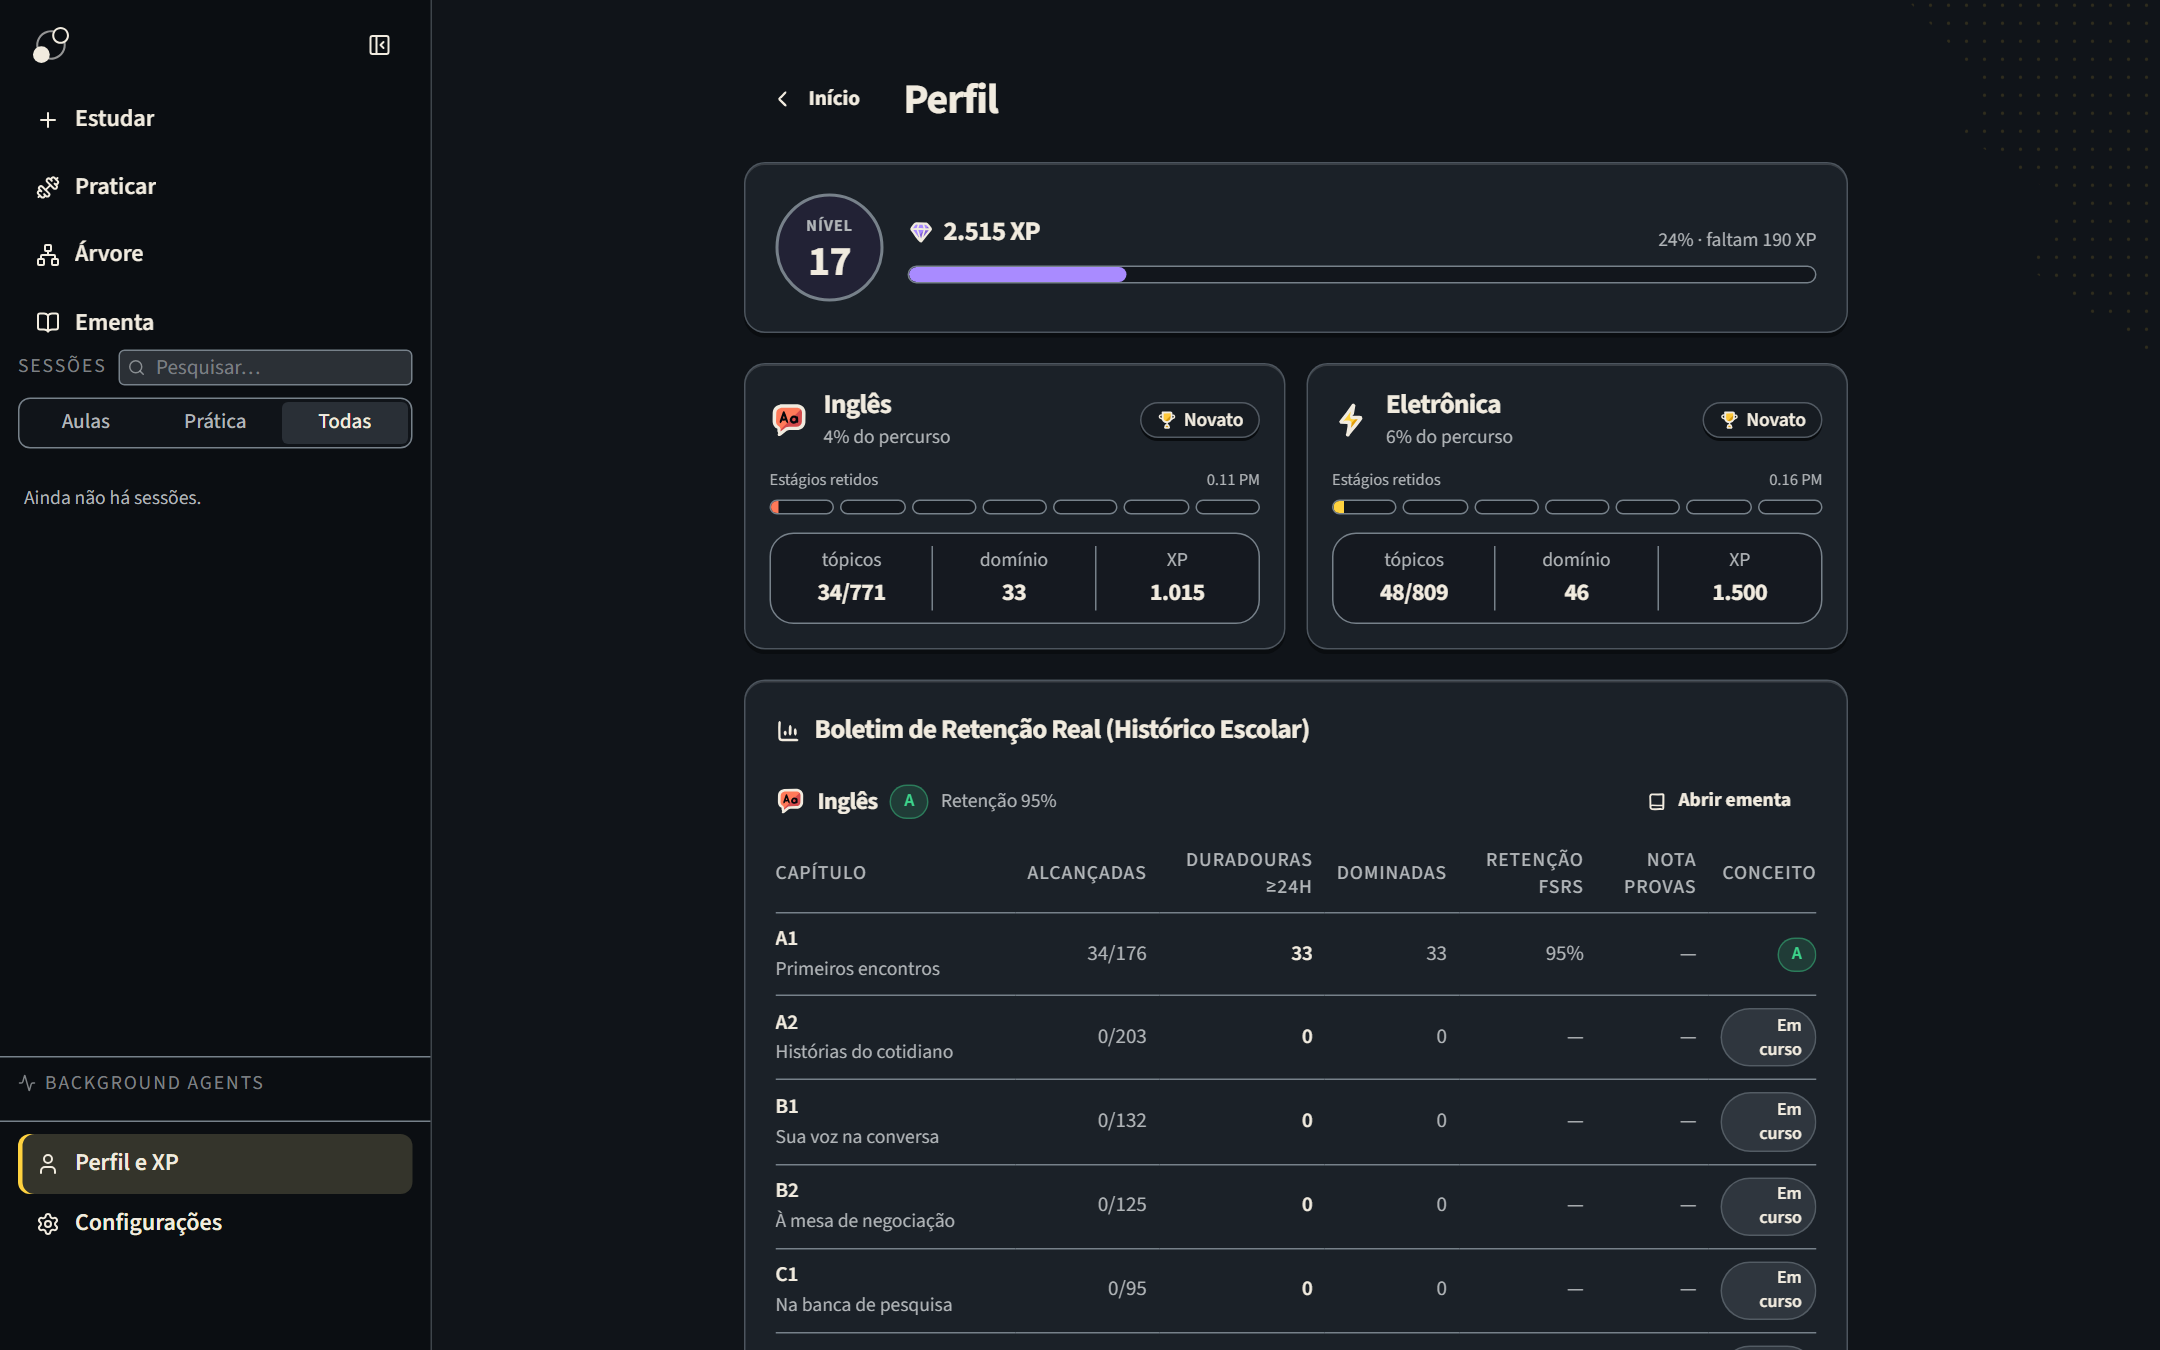 Estudar
Praticar
Árvore
Ementa
SESSÕES
Pesquisar…
Aulas
Prática
Todas
Ainda não há sessões.
BACKGROUND AGENTS
Perfil e XP
Configurações
Início
Perfil
NÍVEL
17
2.515 XP
24% · faltam 190 XP
Aa
Inglês
4% do percurso
Novato
Estágios retidos
0.11 PM
tópicos
34/771
domínio
33
XP
1.015
Eletrônica
6% do percurso
Novato
Estágios retidos
0.16 PM
tópicos
48/809
domínio
46
XP
1.500
Boletim de Retenção Real (Histórico Escolar)
Aa
Inglês
A
Retenção 95%
Abrir ementa
CAPÍTULO
ALCANÇADAS
DURADOURAS
≥24H
DOMINADAS
RETENÇÃO
FSRS
NOTA
PROVAS
CONCEITO
A1
Primeiros encontros
34/176
33
33
95%
—
A
A2
Histórias do cotidiano
0/203
0
0
—
—
Em
curso
B1
Sua voz na conversa
0/132
0
0
—
—
Em
curso
B2
À mesa de negociação
0/125
0
0
—
—
Em
curso
C1
Na banca de pesquisa
0/95
0
0
—
—
Em
curso